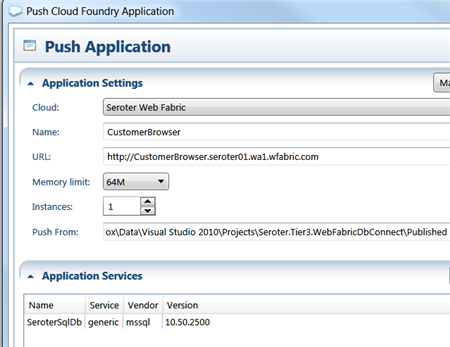 Push Cloud Foundry Application
Push Application
Application Settings
Ma
Cloud: Seroter Web Fabric
Name: CustomerBrowser
URL: http://CustomerBrowser.seroter01.wa1.wfabric.com
Memory limit: 64M
Instances: 1
Push From: ox\Data\Visual Studio 2010\Projects\Seroter.Tier3.WebFabricDbConnect\Published
Application Services
Name Service Vendor Version
SeroterSqlDb generic mssql 10.50.2500